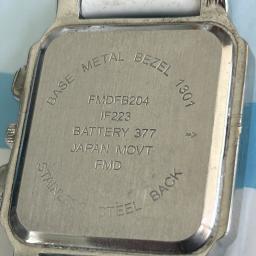 BASE METAL BEZEL 1301
FMDFB204
IF223
BATTERY 377
JAPAN MOVT
FMD
STAINLESS STEEL BACK